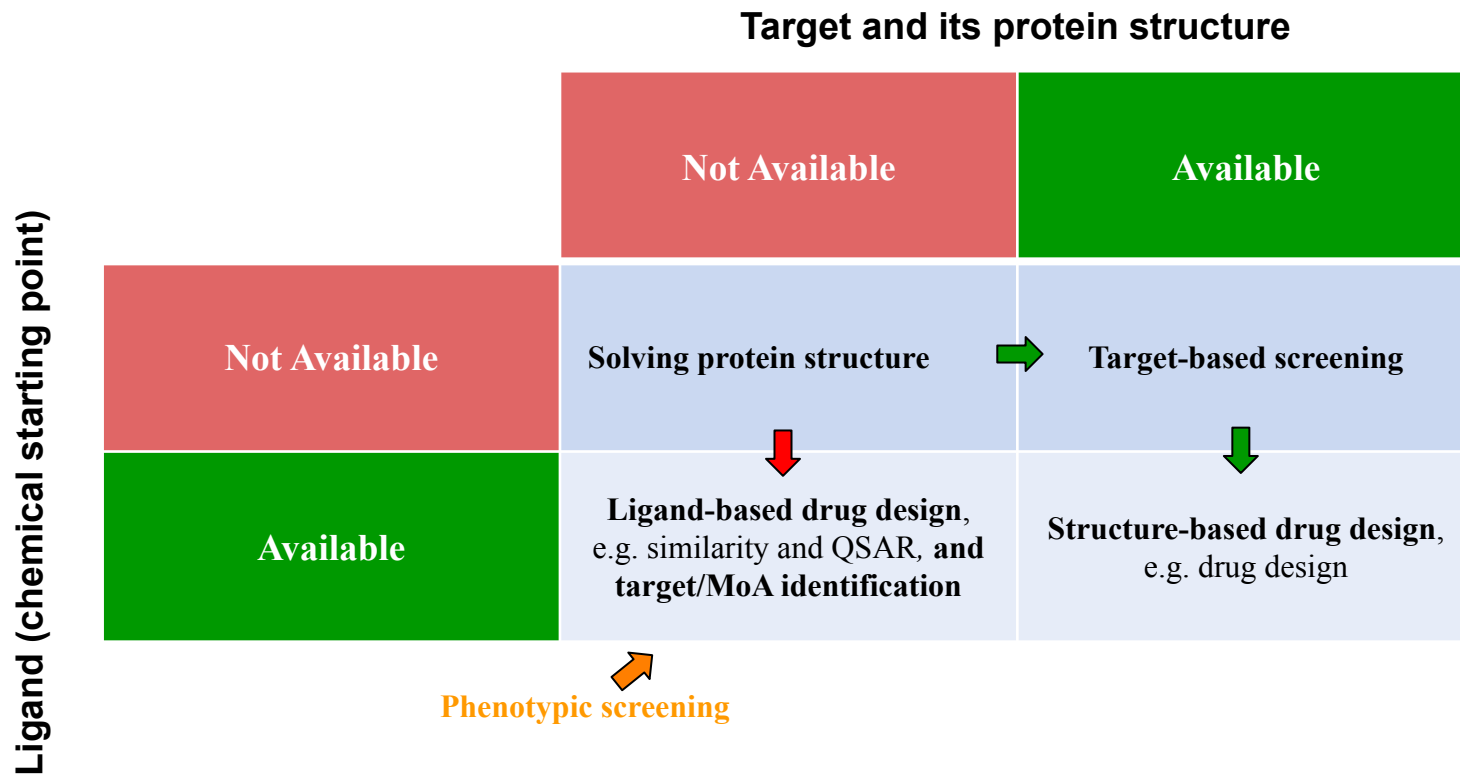 Target and its protein structure
Not Available
Available
Ligand (chemical starting point)
Not Available
Solving protein structure
Target-based screening
Available
Ligand-based drug design,
e.g. similarity and QSAR, and
target/MoA identification
Structure-based drug design,
e.g. drug design
Phenotypic screening